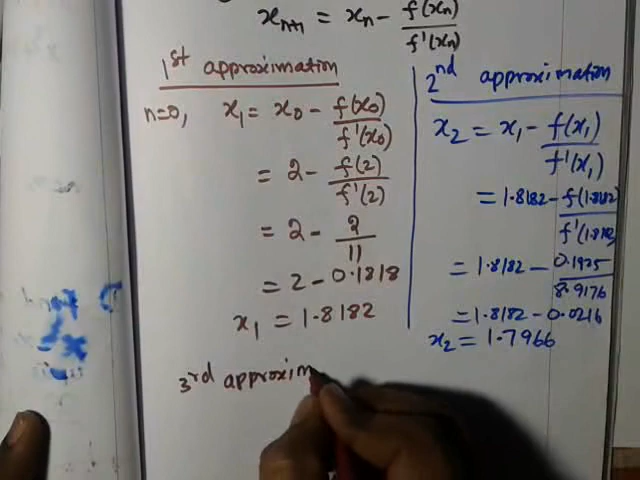 xₙ₊₁ = xₙ - f(xₙ)/f'(xₙ)
1st approximation
n=0, x₁ = x₀ - f(x₀)/f'(x₀)
= 2 - f(2)/f'(2)
= 2 - 2/11
= 2 - 0.1818
x₁ = 1.8182
2nd approximation
x₂ = x₁ - f(x₁)/f'(x₁)
= 1.8182 - f(1.8182)/f'(1.8182
= 1.8182 - 0.1925/8.9176
= 1.8182 - 0.0216
x₂ = 1.7966
3rd approxim